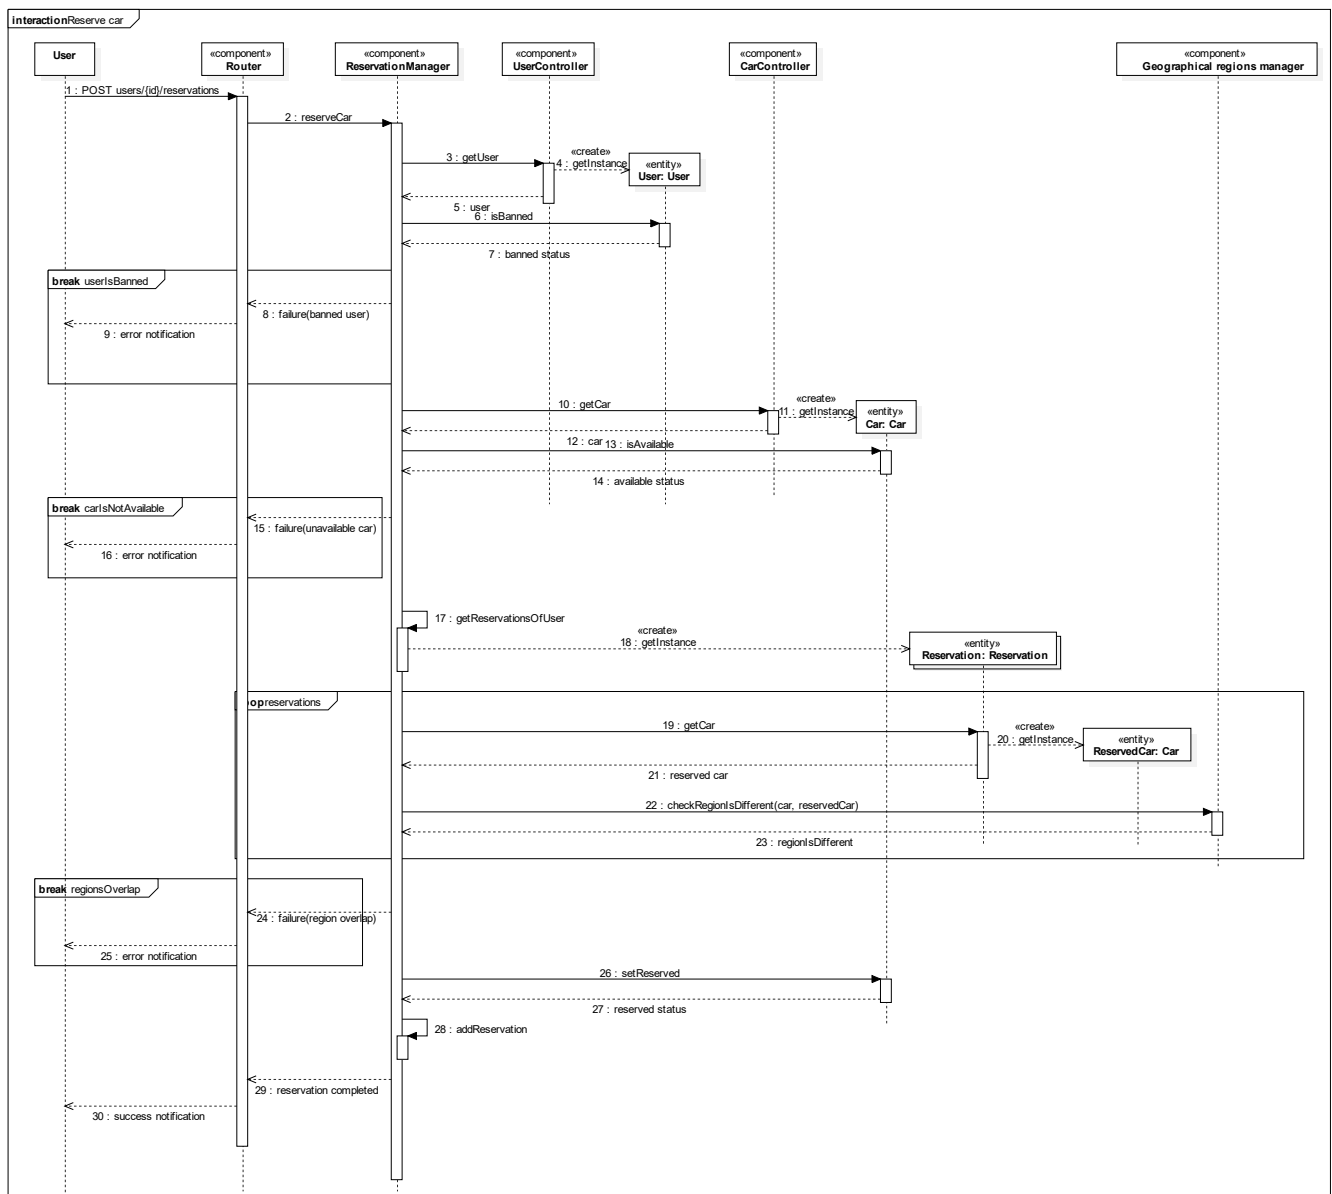 interactionReserve car
User
«component»
Router
«component»
ReservationManager
«component»
UserController
«component»
CarController
«component»
Geographical regions manager
1 : POST users/{id}/reservations
2 : reserveCar
3 : getUser
«create»
4 : getInstance
«entity»
User: User
5 : user
6 : isBanned
7 : banned status
break userIsBanned
8 : failure(banned user)
9 : error notification
10 : getCar
«create»
11 : getInstance
«entity»
Car: Car
12 : car
13 : isAvailable
14 : available status
break carIsNotAvailable
15 : failure(unavailable car)
16 : error notification
17 : getReservationsOfUser
«create»
18 : getInstance
«entity»
Reservation: Reservation
op reservations
19 : getCar
«create»
20 : getInstance
«entity»
ReservedCar: Car
21 : reserved car
22 : checkRegionIsDifferent(car, reservedCar)
23 : regionIsDifferent
break regionsOverlap
24 : failure(region overlap)
25 : error notification
26 : setReserved
27 : reserved status
28 : addReservation
29 : reservation completed
30 : success notification